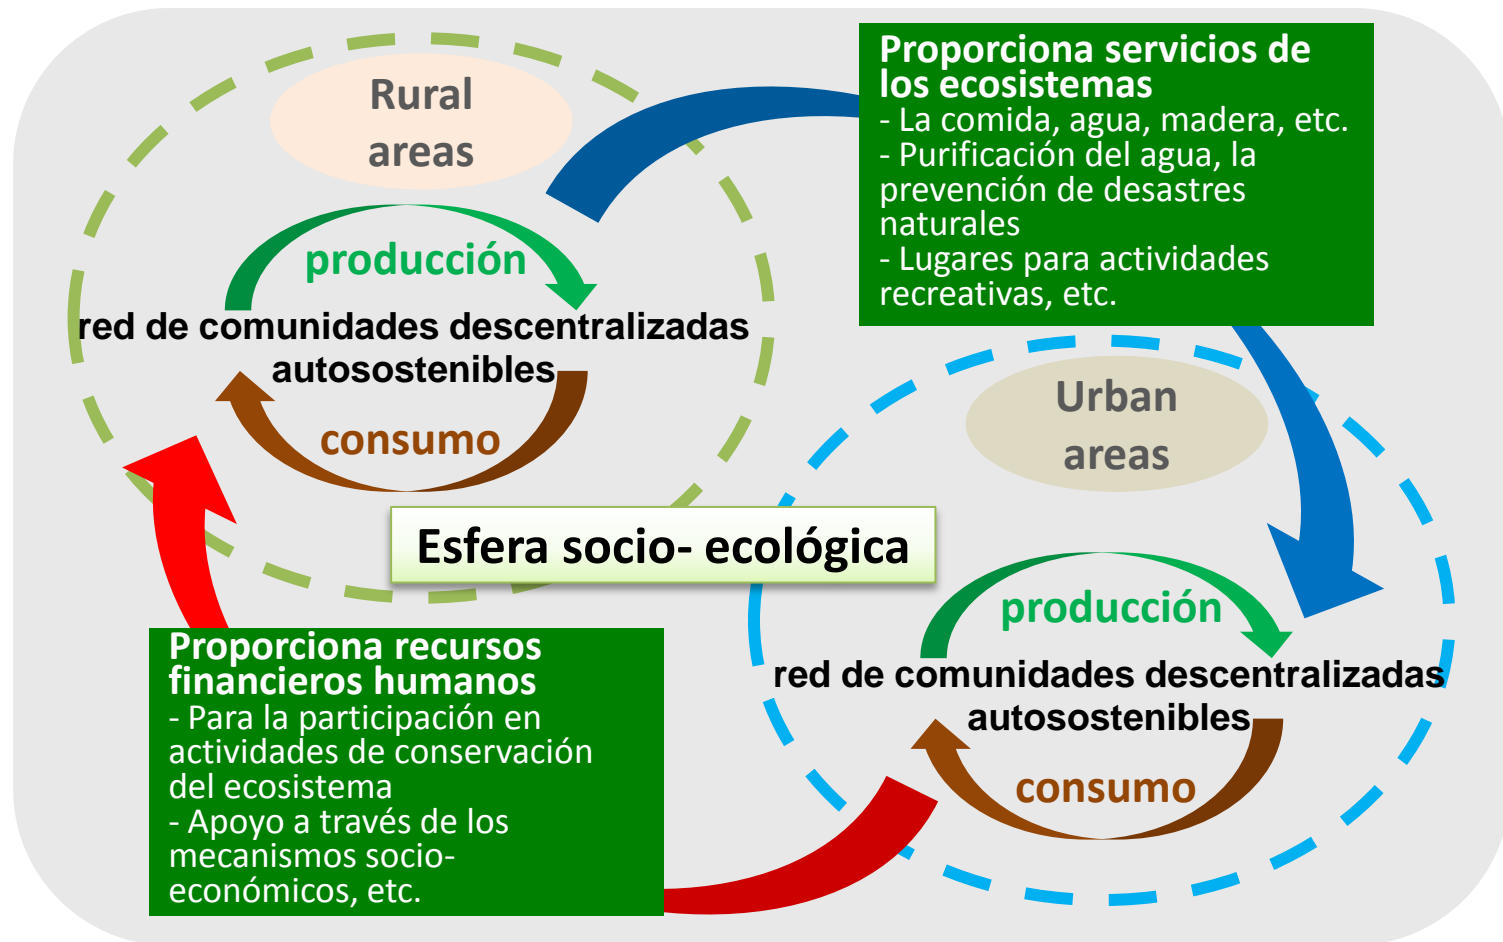 Rural
areas
producción
red de comunidades descentralizadas
autosostenibles
consumo
Proporciona servicios de
los ecosistemas
- La comida, agua, madera, etc.
- Purificación del agua, la
prevención de desastres
naturales
- Lugares para actividades
recreativas, etc.
Urban
areas
Esfera socio- ecológica
producción
red de comunidades descentralizadas
autosostenibles
consumo
Proporciona recursos
financieros humanos
- Para la participación en
actividades de conservación
del ecosistema
- Apoyo a través de los
mecanismos socio-
económicos, etc.